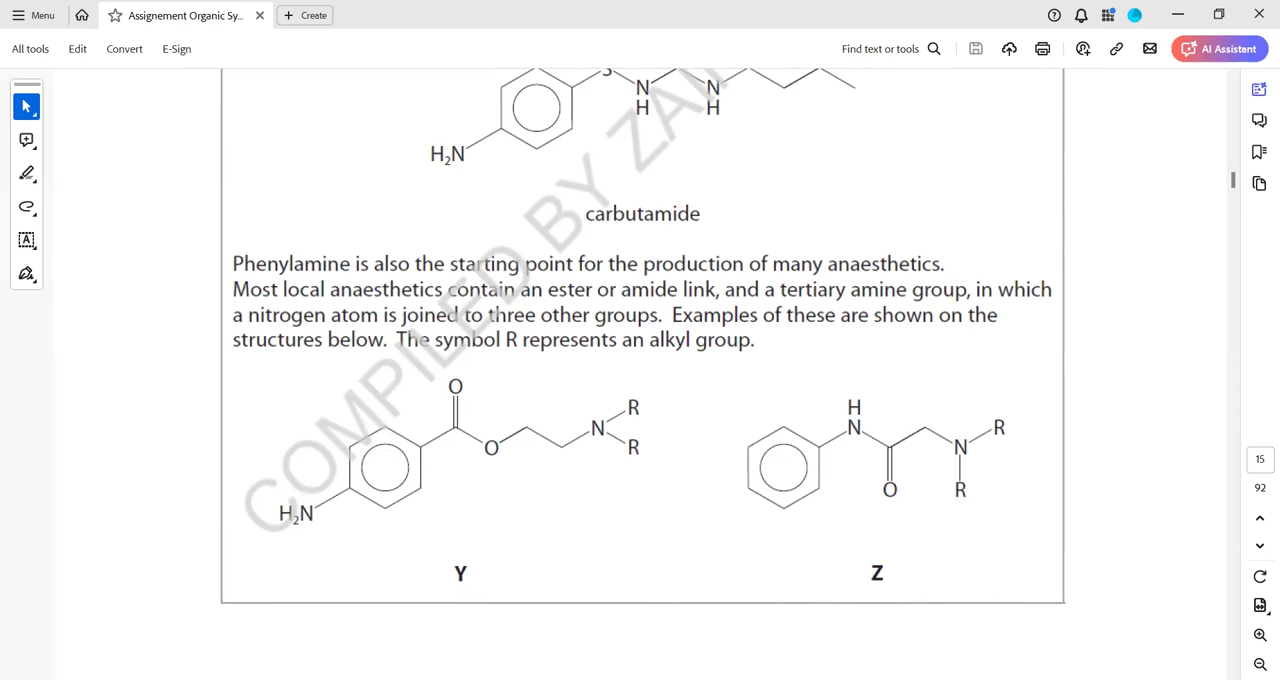 Menu
Assignement Organic Sy...
Create
All tools
Edit
Convert
E-Sign
Find text or tools
AI Assistant
S
N
H
N
H
H₂N
carbutamide
Phenylamine is also the starting point for the production of many anaesthetics.
Most local anaesthetics contain an ester or amide link, and a tertiary amine group, in which
a nitrogen atom is joined to three other groups. Examples of these are shown on the
structures below. The symbol R represents an alkyl group.
O
O
N
R
R
H₂N
Y
H
N
O
N
R
R
Z
COMPILED BY ZAM
15
92